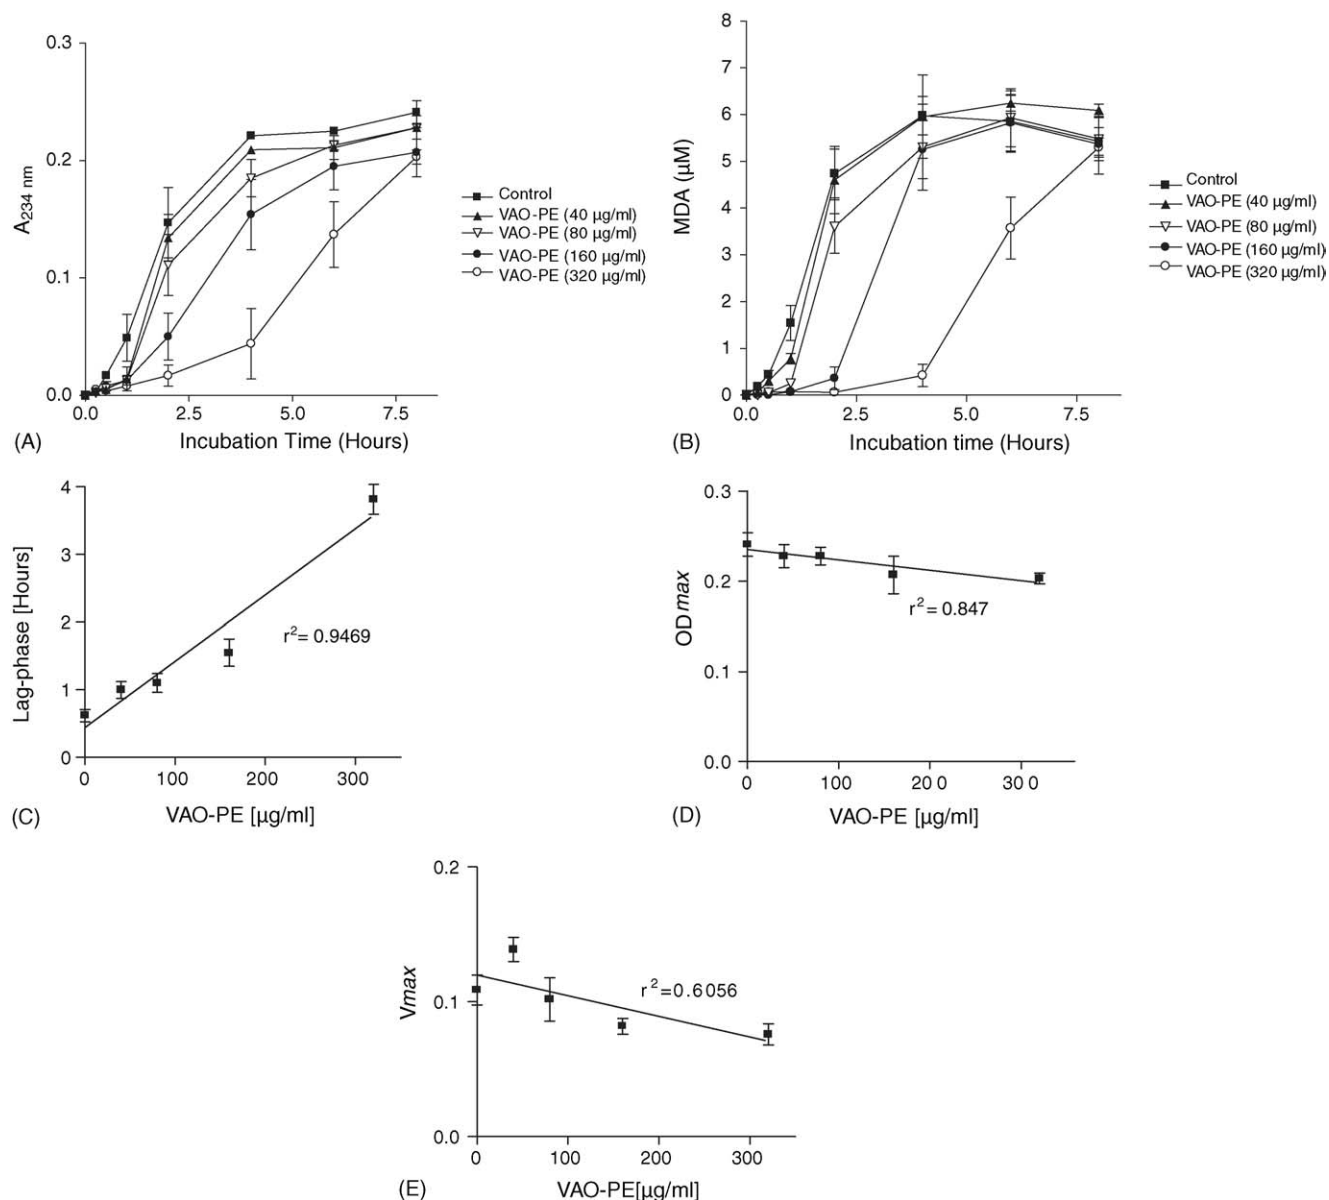 0.3
0.2
0.1
0.0
A234 nm
0.0
2.5
5.0
7.5
Incubation Time (Hours)
(A)
Control
VAO-PE (40 µg/ml)
VAO-PE (80 µg/ml)
VAO-PE (160 µg/ml)
VAO-PE (320 µg/ml)
8
7
6
5
4
3
2
1
0
MDA (µM)
0.0
2.5
5.0
7.5
Incubation time (Hours)
(B)
Control
VAO-PE (40 µg/ml)
VAO-PE (80 µg/ml)
VAO-PE (160 µg/ml)
VAO-PE (320 µg/ml)
4
3
2
1
0
Lag-phase [Hours]
r2= 0.9469
0
100
200
300
VAO-PE [µg/ml]
(C)
0.3
0.2
0.1
0.0
OD max
r2 = 0.847
0
100
20 0
30 0
VAO-PE [µg/ml]
(D)
0.2
0.1
0.0
Vmax
r2=0.6056
0
100
200
300
VAO-PE[µg/ml]
(E)